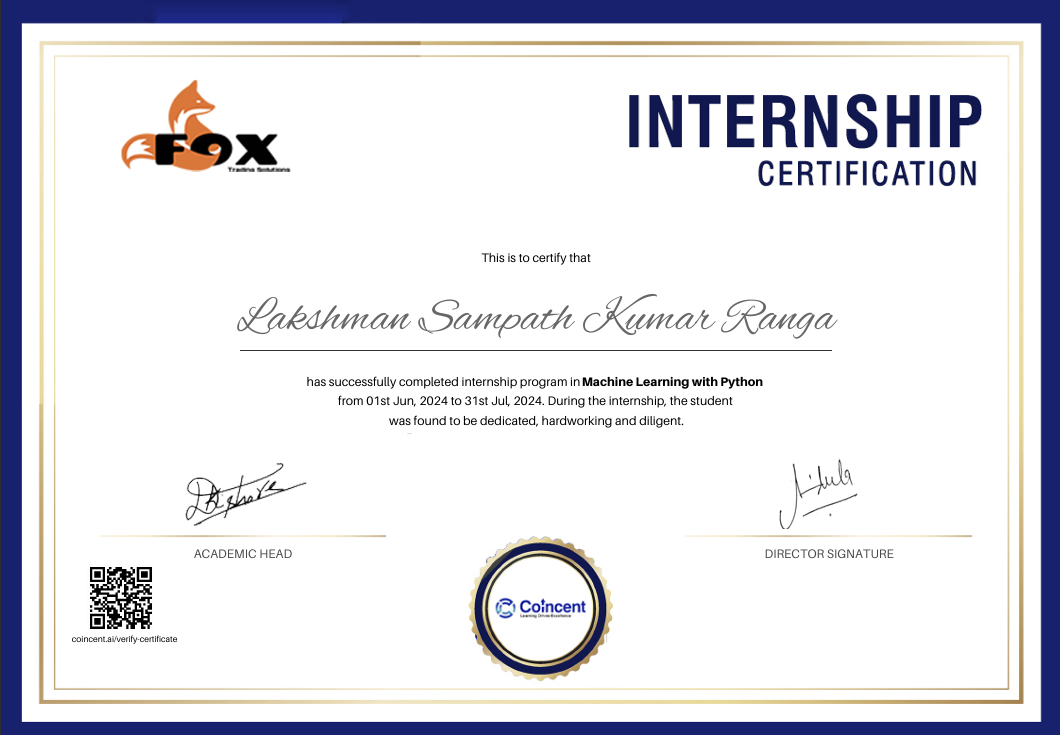 FOX
Trading Solutions
INTERNSHIP
CERTIFICATION
This is to certify that
Lakshman Sampath Kumar Ranga
has successfully completed internship program in Machine Learning with Python
from 01st Jun, 2024 to 31st Jul, 2024. During the internship, the student
was found to be dedicated, hardworking and diligent.
ACADEMIC HEAD
DIRECTOR SIGNATURE
coincent.ai/verify-certificate
Coincent
Learning Drives Excellence